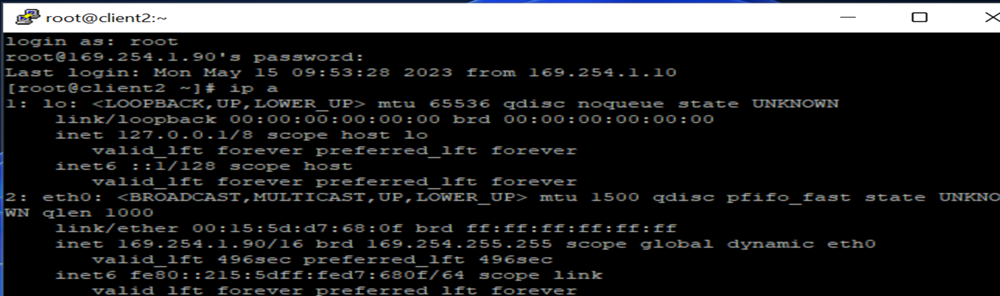 root@client2:~
login as: root
root@169.254.1.90's password:
Last login: Mon May 15 09:53:28 2023 from 169.254.1.10
[root@client2 ~]# ip a
1: lo: <LOOPBACK,UP,LOWER_UP> mtu 65536 qdisc noqueue state UNKNOWN
    link/loopback 00:00:00:00:00:00 brd 00:00:00:00:00:00
    inet 127.0.0.1/8 scope host lo
       valid_lft forever preferred_lft forever
    inet6 ::1/128 scope host
       valid_lft forever preferred_lft forever
2: eth0: <BROADCAST,MULTICAST,UP,LOWER_UP> mtu 1500 qdisc pfifo_fast state UNKNO
WN qlen 1000
    link/ether 00:15:5d:d7:68:0f brd ff:ff:ff:ff:ff:ff
    inet 169.254.1.90/16 brd 169.254.255.255 scope global dynamic eth0
       valid_lft 496sec preferred_lft 496sec
    inet6 fe80::215:5dff:fed7:680f/64 scope link
       valid_lft forever preferred_lft forever